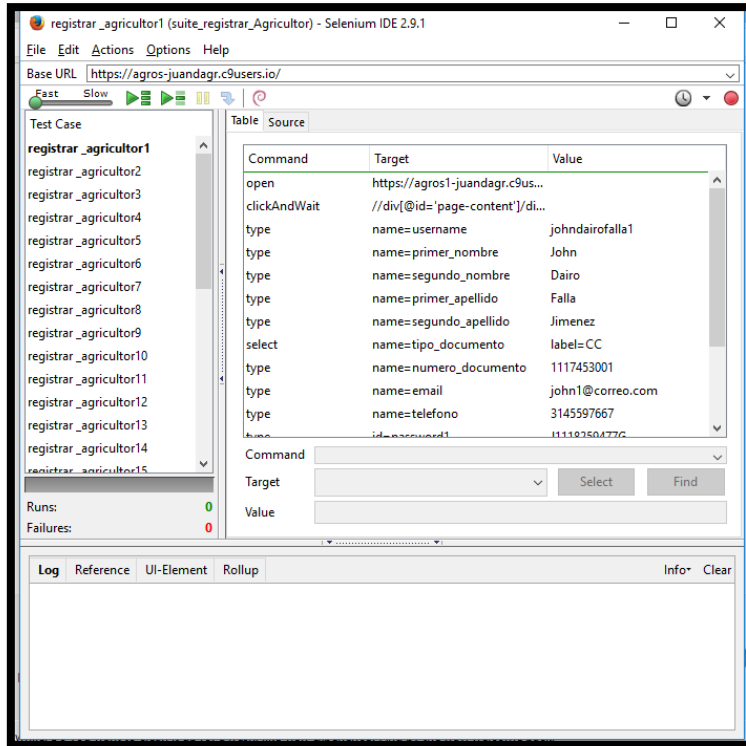 registrar _agricultor1 (suite_registrar_Agricultor) - Selenium IDE 2.9.1
File Edit Actions Options Help
Base URL https://agros-juandagr.c9users.io/
Fast Slow
Test Case
registrar _agricultor1
registrar _agricultor2
registrar _agricultor3
registrar _agricultor4
registrar _agricultor5
registrar _agricultor6
registrar _agricultor7
registrar _agricultor8
registrar _agricultor9
registrar _agricultor10
registrar _agricultor11
registrar _agricultor12
registrar _agricultor13
registrar _agricultor14
registrar _agricultor15
Runs: 0
Failures: 0
Table Source
Command Target Value
open https://agros1-juandagr.c9us...
clickAndWait //div[@id='page-content']/di...
type name=username johndairofalla1
type name=primer_nombre John
type name=segundo_nombre Dairo
type name=primer_apellido Falla
type name=segundo_apellido Jimenez
select name=tipo_documento label=CC
type name=numero_documento 1117453001
type name=email john1@correo.com
type name=telefono 3145597667
type id=password1
Command
Target Select Find
Value
Log Reference UI-Element Rollup Info Clear